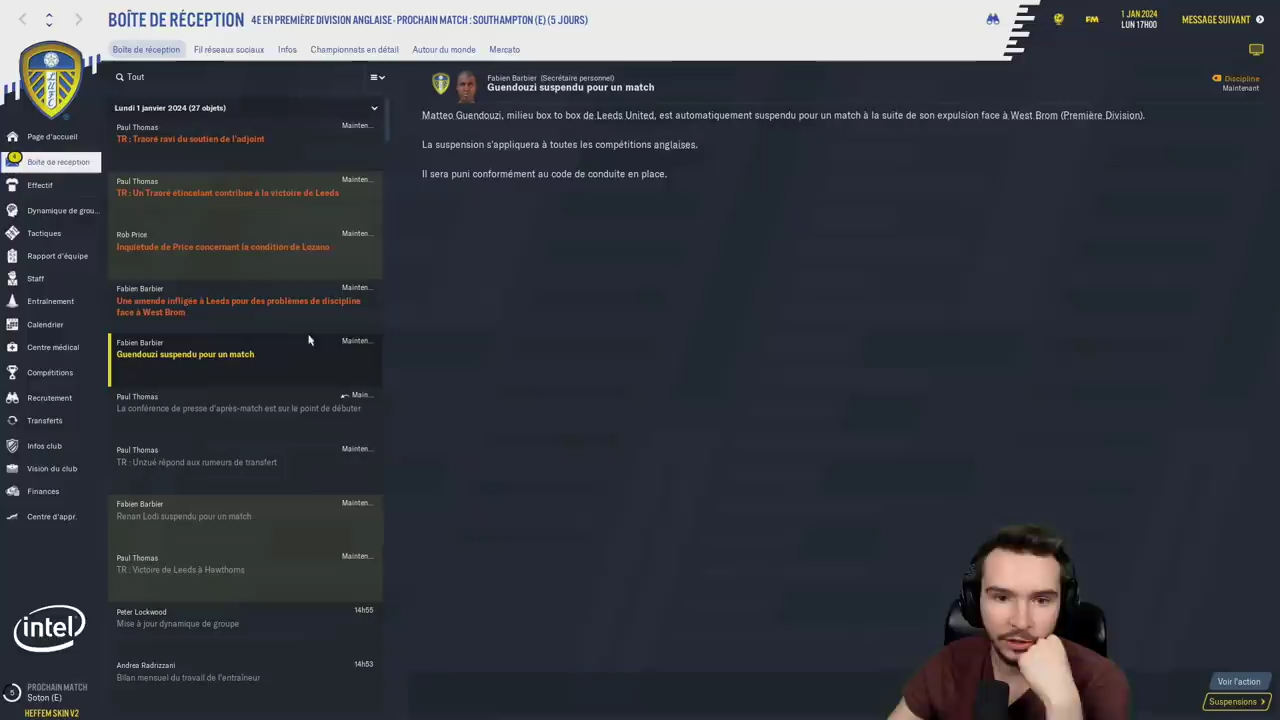 BOÎTE DE RÉCEPTION
4E EN PREMIÈRE DIVISION ANGLAISE - PROCHAIN MATCH : SOUTHAMPTON (E) (5 JOURS)
FM
1 JAN 2024
LUN 17H00
MESSAGE SUIVANT
Boîte de réception
Fil réseaux sociaux
Infos
Championnats en détail
Autour du monde
Mercato
Page d'accueil
4
Boîte de réception
Effectif
Dynamique de grou...
Tactiques
Rapport d'équipe
Staff
Entraînement
Calendrier
Centre médical
Compétitions
Recrutement
Transferts
Infos club
Vision du club
Finances
Centre d'appr.
intel
5
PROCHAIN MATCH
Soton (E)
HEFFEM SKIN V2
Tout
Lundi 1 janvier 2024 (27 objets)
Paul Thomas
Mainten...
TR : Traoré ravi du soutien de l'adjoint
Paul Thomas
Mainten...
TR : Un Traoré étincelant contribue à la victoire de Leeds
Rob Price
Mainten...
Inquiétude de Price concernant la condition de Lozano
Fabien Barbier
Mainten...
Une amende infligée à Leeds pour des problèmes de discipline
face à West Brom
Fabien Barbier
Mainten...
Guendouzi suspendu pour un match
Paul Thomas
Main...
La conférence de presse d'après-match est sur le point de débuter
Paul Thomas
Mainten...
TR : Unzué répond aux rumeurs de transfert
Fabien Barbier
Mainten...
Renan Lodi suspendu pour un match
Paul Thomas
Mainten...
TR : Victoire de Leeds à Hawthorns
Peter Lockwood
14h55
Mise à jour dynamique de groupe
Andrea Radrizzani
14h53
Bilan mensuel du travail de l'entraîneur
Fabien Barbier (Secrétaire personnel)
Guendouzi suspendu pour un match
Discipline
Maintenant
Matteo Guendouzi, milieu box to box de Leeds United, est automatiquement suspendu pour un match à la suite de son expulsion face à West Brom (Première Division).
La suspension s'appliquera à toutes les compétitions anglaises.
Il sera puni conformément au code de conduite en place.
Voir l'action
Suspensions